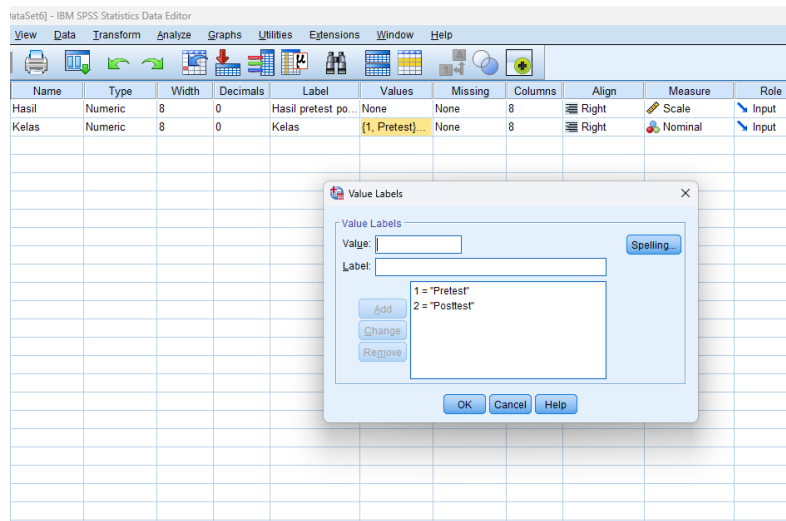 DataSet6] - IBM SPSS Statistics Data Editor
View Data Transform Analyze Graphs Utilities Extensions Window Help
Name Type Width Decimals Label Values Missing Columns Align Measure Role
Hasil Numeric 8 0 Hasil pretest po... None None 8 Right Scale Input
Kelas Numeric 8 0 Kelas {1, Pretest}... None 8 Right Nominal Input
Value Labels
Value Labels
Value:
Spelling...
Label:
1 = "Pretest"
Add
2 = "Posttest"
Change
Remove
OK Cancel Help